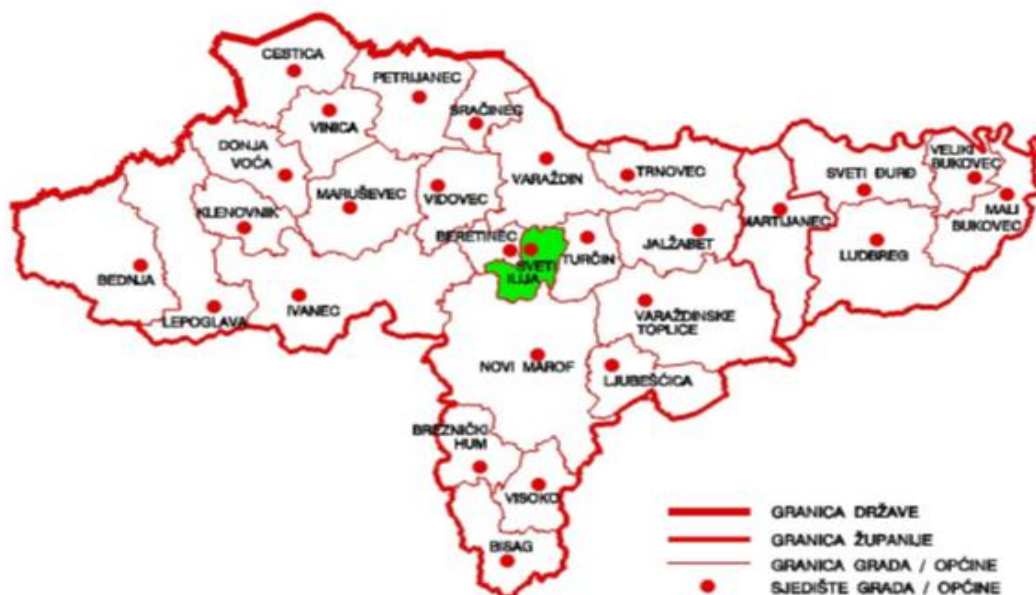 CESTICA
PETRIJANEC
VINICA
SRAČINEC
DONJA
VOĆA
VARAŽDIN
TRNOVEC
SVETI ĐURĐ
VELIKI
BUKOVEC
MARUŠEVEC
VIDOVEC
KLENOVNIK
MARTIJANEC
MALI
BUKOVEC
BERETINEC
SVETI
ILIJA
TURČIN
JALŽABET
LUDBREG
BEDNJA
LEPOGLAVA
IVANEC
VARAŽDINSKE
TOPLICE
NOVI MAROF
LJUBEŠĆICA
BREZNIČKI
HUM
VISOKO
BISAG
GRANICA DRŽAVE
GRANICA ŽUPANIJE
GRANICA GRADA / OPĆINE
SJEDIŠTE GRADA / OPĆINE